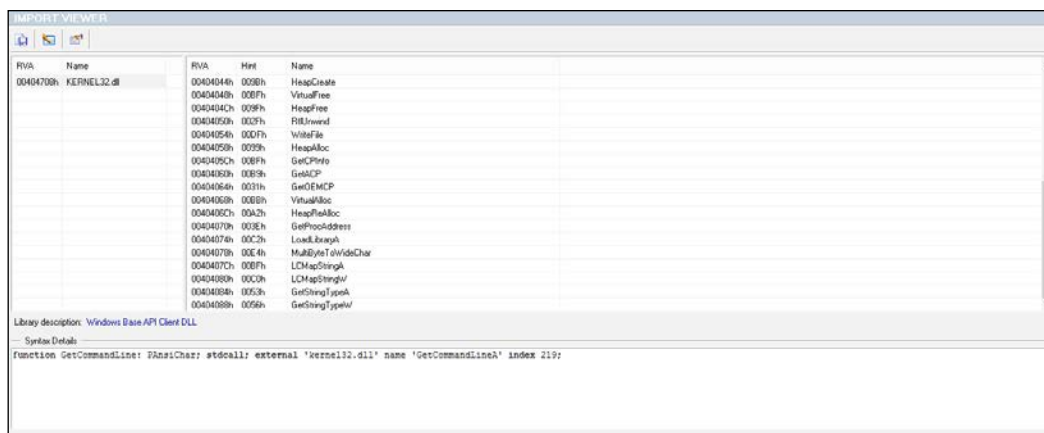 IMPORT VIEWER
RVA Name
00404708h KERNEL32.dll
RVA Hint Name
00404044h 009Bh HeapCreate
00404048h 00BFh VirtualFree
0040404Ch 009Fh HeapFree
00404050h 002Fh RtlUnwind
00404054h 00DFh WriteFile
00404058h 0099h HeapAlloc
0040405Ch 00BFh GetCPInfo
00404060h 00B9h GetACP
00404064h 0031h GetOEMCP
00404068h 00BBh VirtualAlloc
0040406Ch 00A2h HeapReAlloc
00404070h 003Eh GetProcAddress
00404074h 00C2h LoadLibraryA
00404078h 00E4h MultiByteToWideChar
0040407Ch 00BFh LCMapStringA
00404080h 00C0h LCMapStringW
00404084h 0053h GetStringTypeA
00404088h 0056h GetStringTypeW
Library description: Windows Base API Client DLL
Syntax Details
function GetCommandLine: PAnsiChar; stdcall; external 'kernel32.dll' name 'GetCommandLineA' index 219;